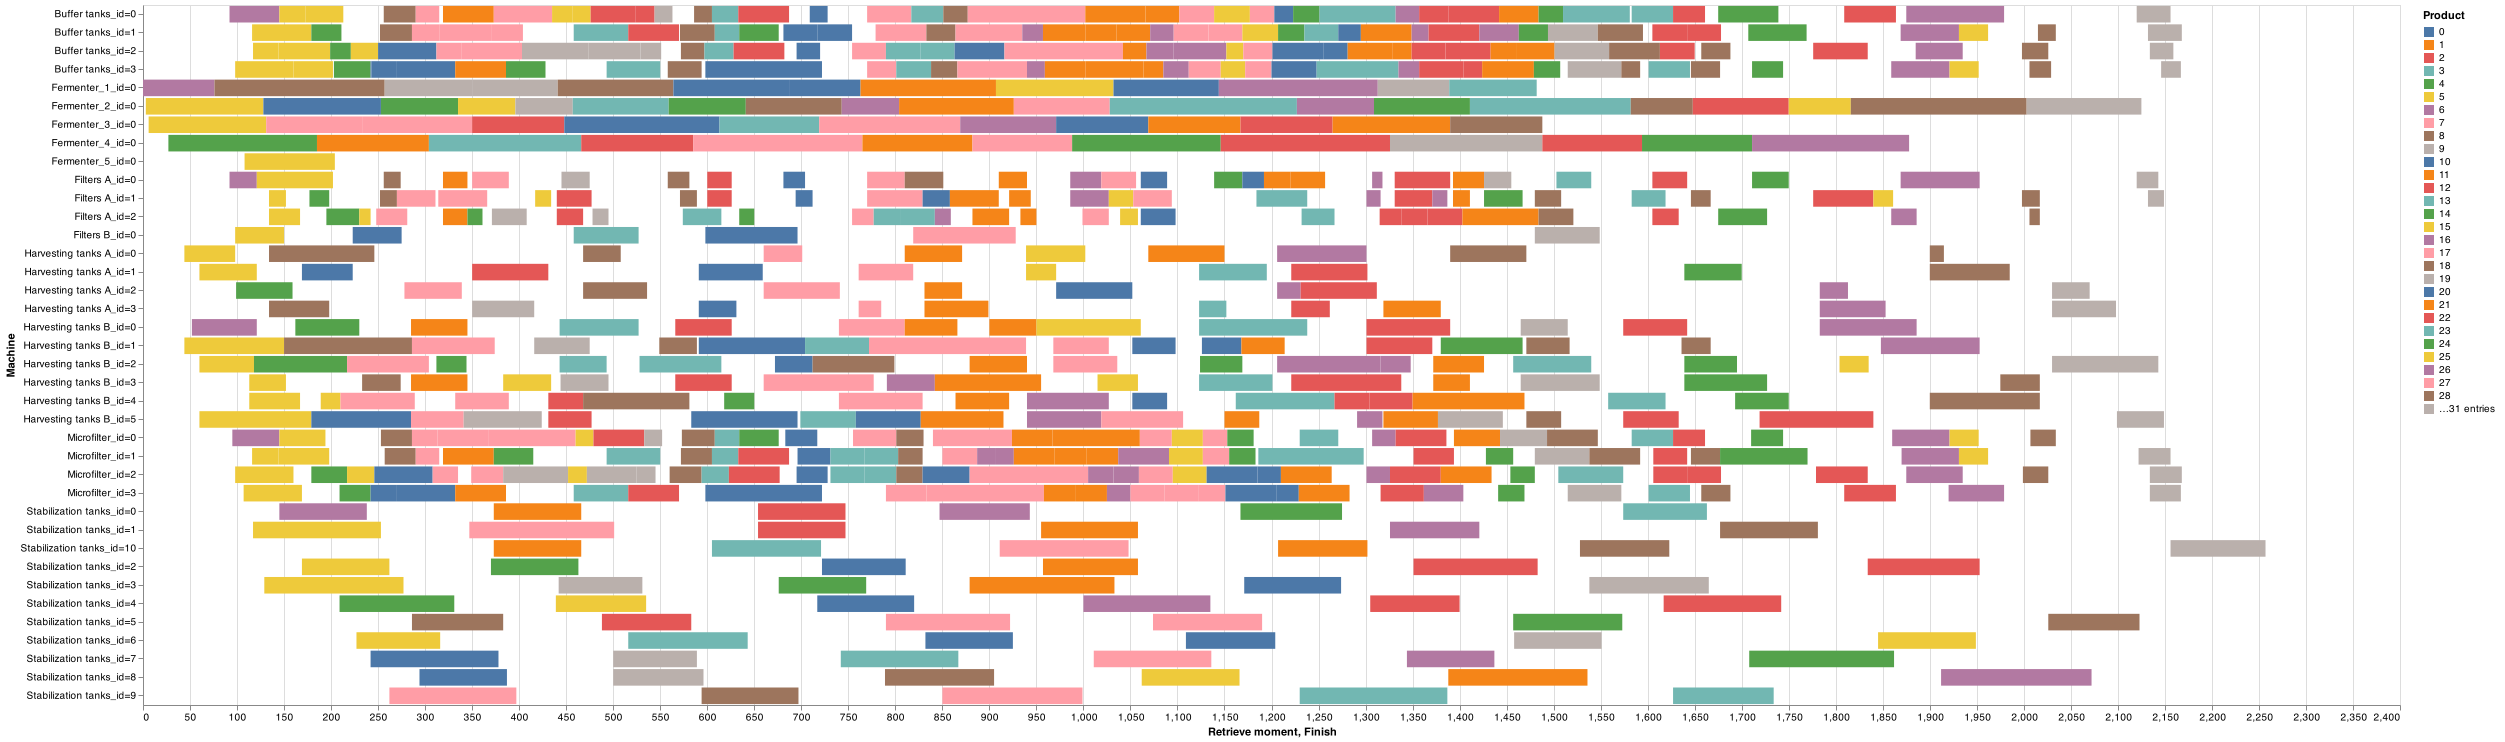 Machine
Buffer tanks_id=0
Buffer tanks_id=1
Buffer tanks_id=2
Buffer tanks_id=3
Fermenter_1_id=0
Fermenter_2_id=0
Fermenter_3_id=0
Fermenter_4_id=0
Fermenter_5_id=0
Filters A_id=0
Filters A_id=1
Filters A_id=2
Filters B_id=0
Harvesting tanks A_id=0
Harvesting tanks A_id=1
Harvesting tanks A_id=2
Harvesting tanks A_id=3
Harvesting tanks B_id=0
Harvesting tanks B_id=1
Harvesting tanks B_id=2
Harvesting tanks B_id=3
Harvesting tanks B_id=4
Harvesting tanks B_id=5
Microfilter_id=0
Microfilter_id=1
Microfilter_id=2
Microfilter_id=3
Stabilization tanks_id=0
Stabilization tanks_id=1
Stabilization tanks_id=10
Stabilization tanks_id=2
Stabilization tanks_id=3
Stabilization tanks_id=4
Stabilization tanks_id=5
Stabilization tanks_id=6
Stabilization tanks_id=7
Stabilization tanks_id=8
Stabilization tanks_id=9
0 50 100 150 200 250 300 350 400 450 500 550 600 650 700 750 800 850 900 950 1,000 1,050 1,100 1,150 1,200 1,250 1,300 1,350 1,400 1,450 1,500 1,550 1,600 1,650 1,700 1,750 1,800 1,850 1,900 1,950 2,000 2,050 2,100 2,150 2,200 2,250 2,300 2,350 2,400
Retrieve moment, Finish
Product
0
1
2
3
4
5
6
7
8
9
10
11
12
13
14
15
16
17
18
19
20
21
22
23
24
25
26
27
28
…31 entries